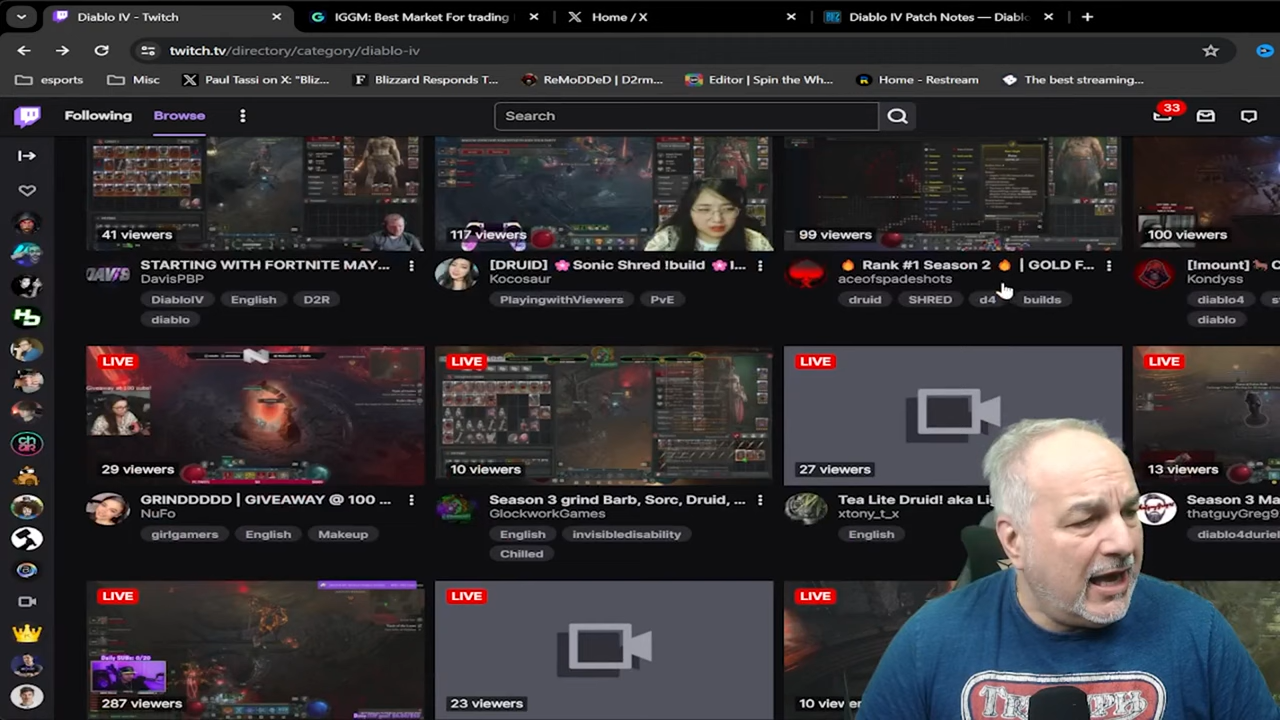 Diablo IV - Twitch
IGGM: Best Market For trading
Home / X
Diablo IV Patch Notes — Diablo
twitch.tv/directory/category/diablo-iv
esports
Misc
Paul Tassi on X: "Bliz...
Blizzard Responds T...
ReMoDDeD | D2rm...
Editor | Spin the Wh...
Home - Restream
The best streaming...
Following
Browse
Search
33
41 viewers
117 viewers
99 viewers
100 viewers
STARTING WITH FORTNITE MAY...
DavisPBP
DiabloIV
English
D2R
diablo
[DRUID] 🌸 Sonic Shred !build 🌸 I...
Kocosaur
PlayingwithViewers
PvE
🔥 Rank #1 Season 2 🔥 | GOLD F...
aceofspadeshots
druid
SHRED
d4
builds
[!mount]
Kondyss
diablo4
diablo
LIVE
LIVE
LIVE
LIVE
29 viewers
10 viewers
27 viewers
13 viewers
GRINDDDDD | GIVEAWAY @ 100 ...
NuFo
girlgamers
English
Makeup
Season 3 grind Barb, Sorc, Druid, ...
GlockworkGames
English
invisibledisability
Chilled
Tea Lite Druid! aka Li
xtony_t_x
English
Season 3 Ma
thatguyGreg9
diablo4duriel
LIVE
LIVE
LIVE
287 viewers
23 viewers
10 viewer
TRUTH